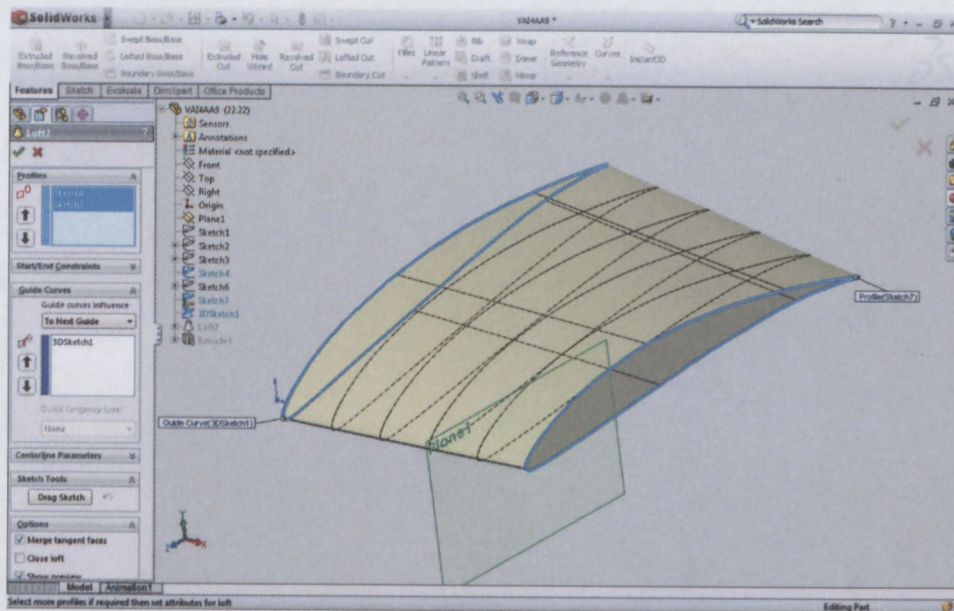 SolidWorks
VAI4AA9 *
SolidWorks Search
Extruded Boss/Base
Revolved Boss/Base
Swept Boss/Base
Lofted Boss/Base
Boundary Boss/Base
Extruded Cut
Hole Wizard
Revolved Cut
Swept Cut
Lofted Cut
Boundary Cut
Fillet
Linear Pattern
Rib
Draft
Shell
Wrap
Dome
Mirror
Reference Geometry
Curves
Instant3D
Features
Sketch
Evaluate
DimXpert
Office Products
Loft2
?
Profiles
Start/End Constraints
Guide Curves
Guide curves influence
To Next Guide
3DSketch1
Guide tangency type:
None
Centerline Parameters
Sketch Tools
Drag Sketch
Options
Merge tangent faces
Close loft
Show preview
VAI4AA9 (22.22)
Sensors
Annotations
Material <not specified>
Front
Top
Right
Origin
Plane1
Sketch1
Sketch2
Sketch3
Sketch4
Sketch6
Sketch7
3DSketch1
Extrude1
Profile(Sketch7)
Guide Curve(3DSketch1)
Plane1
Y
X
Z
Model
Animation1
Select more profiles if required then set attributes for loft
Editing Part